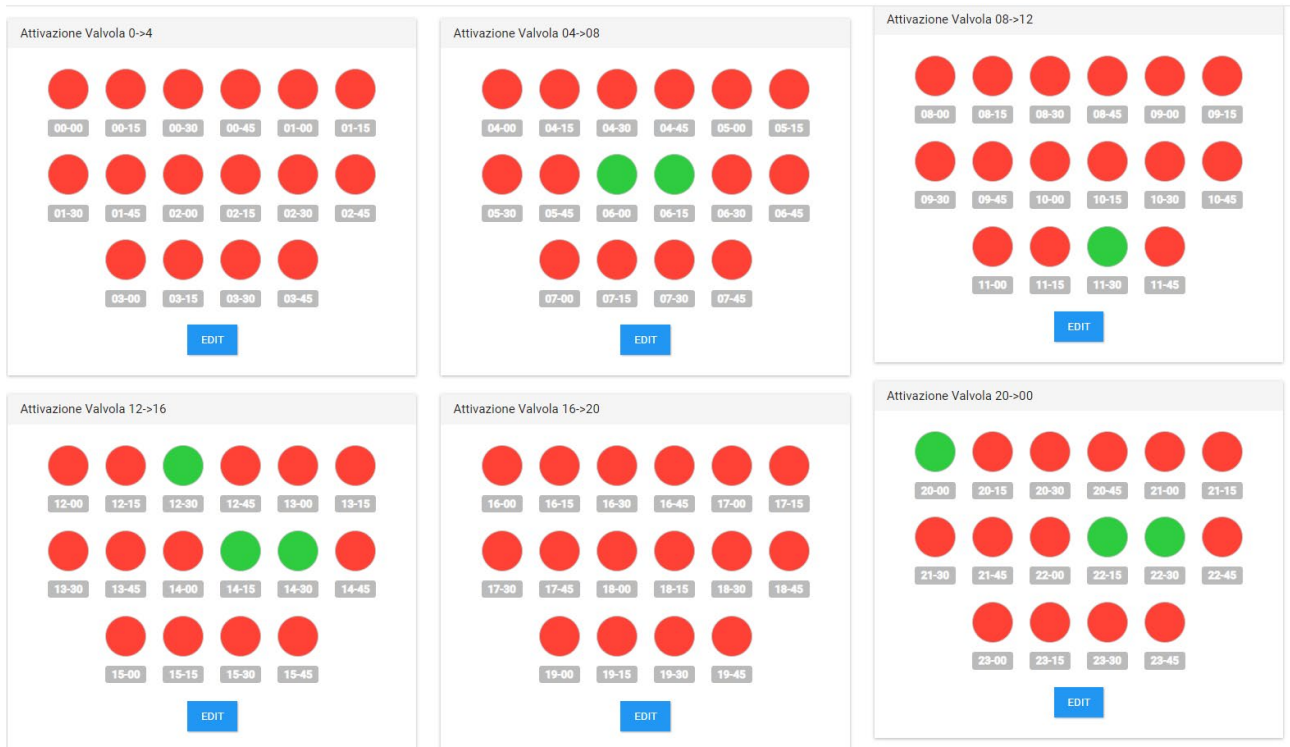 Attivazione Valvola 0->4
00-00 00-15 00-30 00-45 01-00 01-15
01-30 01-45 02-00 02-15 02-30 02-45
03-00 03-15 03-30 03-45
EDIT
Attivazione Valvola 04->08
04-00 04-15 04-30 04-45 05-00 05-15
05-30 05-45 06-00 06-15 06-30 06-45
07-00 07-15 07-30 07-45
EDIT
Attivazione Valvola 08->12
08-00 08-15 08-30 08-45 09-00 09-15
09-30 09-45 10-00 10-15 10-30 10-45
11-00 11-15 11-30 11-45
EDIT
Attivazione Valvola 12->16
12-00 12-15 12-30 12-45 13-00 13-15
13-30 13-45 14-00 14-15 14-30 14-45
15-00 15-15 15-30 15-45
EDIT
Attivazione Valvola 16->20
16-00 16-15 16-30 16-45 17-00 17-15
17-30 17-45 18-00 18-15 18-30 18-45
19-00 19-15 19-30 19-45
EDIT
Attivazione Valvola 20->00
20-00 20-15 20-30 20-45 21-00 21-15
21-30 21-45 22-00 22-15 22-30 22-45
23-00 23-15 23-30 23-45
EDIT